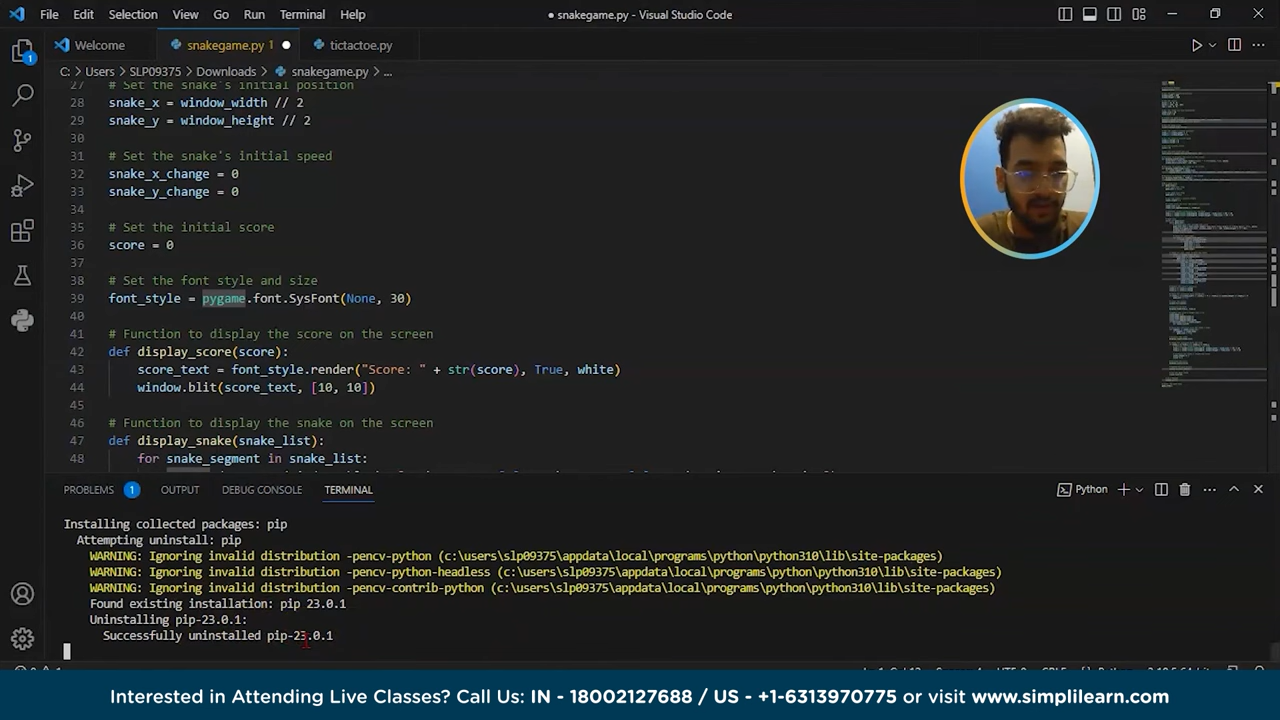 File Edit Selection View Go Run Terminal Help
● snakegame.py - Visual Studio Code
Welcome snakegame.py 1 tictactoe.py
C: > Users > SLP09375 > Downloads > snakegame.py > ...
27 # Set the snake's initial position
28 snake_x = window_width // 2
29 snake_y = window_height // 2
30
31 # Set the snake's initial speed
32 snake_x_change = 0
33 snake_y_change = 0
34
35 # Set the initial score
36 score = 0
37
38 # Set the font style and size
39 font_style = pygame.font.SysFont(None, 30)
40
41 # Function to display the score on the screen
42 def display_score(score):
43 score_text = font_style.render("Score: " + str(score), True, white)
44 window.blit(score_text, [10, 10])
45
46 # Function to display the snake on the screen
47 def display_snake(snake_list):
48 for snake_segment in snake_list:
1
PROBLEMS 1 OUTPUT DEBUG CONSOLE TERMINAL
Python
Installing collected packages: pip
Attempting uninstall: pip
WARNING: Ignoring invalid distribution -pencv-python (c:\users\slp09375\appdata\local\programs\python\python310\lib\site-packages)
WARNING: Ignoring invalid distribution -pencv-python-headless (c:\users\slp09375\appdata\local\programs\python\python310\lib\site-packages)
WARNING: Ignoring invalid distribution -pencv-contrib-python (c:\users\slp09375\appdata\local\programs\python\python310\lib\site-packages)
Found existing installation: pip 23.0.1
Uninstalling pip-23.0.1:
Successfully uninstalled pip-23.0.1
Interested in Attending Live Classes? Call Us: IN - 18002127688 / US - +1-6313970775 or visit www.simplilearn.com